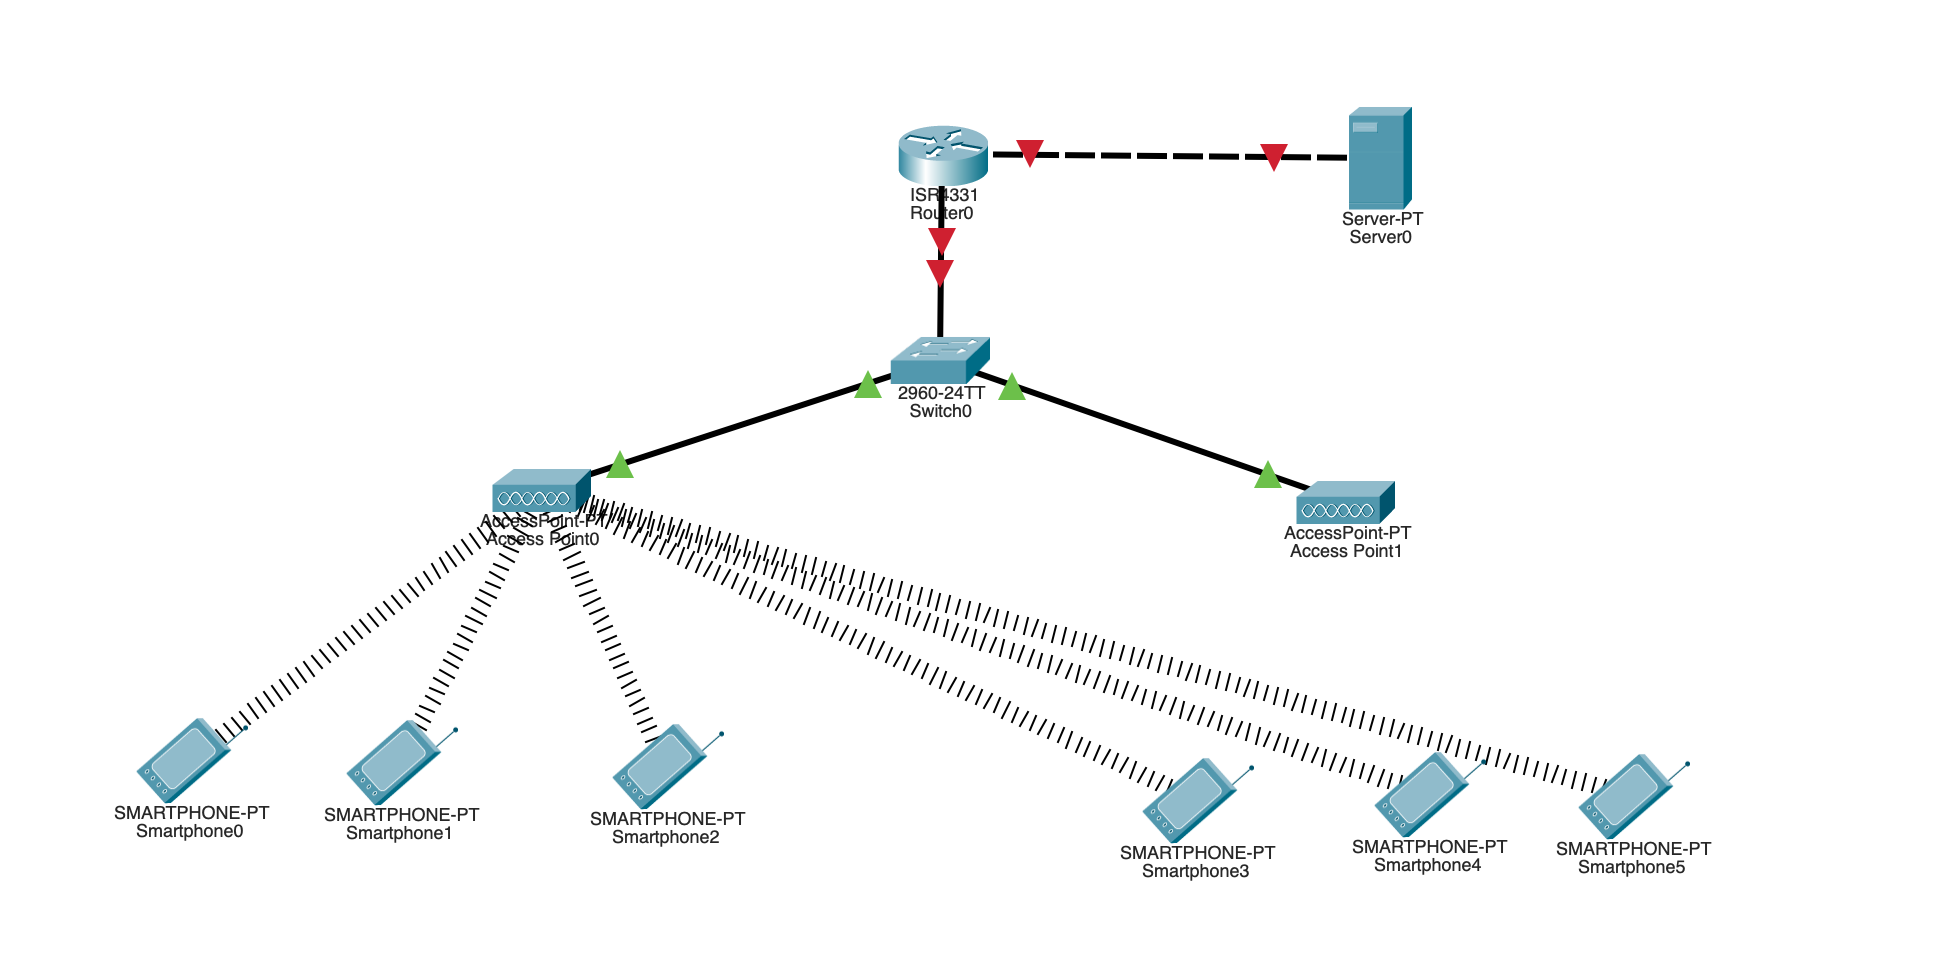 ISR4331
Router0
Server-PT
Server0
2960-24TT
Switch0
AccessPoint-PT
Access Point0
AccessPoint-PT
Access Point1
SMARTPHONE-PT
Smartphone0
SMARTPHONE-PT
Smartphone1
SMARTPHONE-PT
Smartphone2
SMARTPHONE-PT
Smartphone3
SMARTPHONE-PT
Smartphone4
SMARTPHONE-PT
Smartphone5